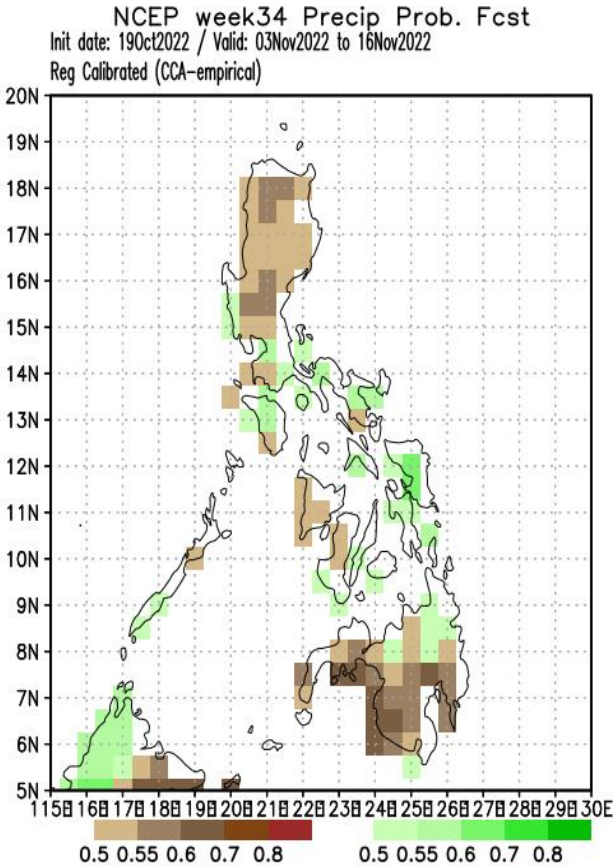 NCEP week34 Precip Prob. Fcst
Init date: 19Oct2022 / Valid: 03Nov2022 to 16Nov2022
Reg Calibrated (CCA-empirical)
20N
19N
18N
17N
16N
15N
14N
13N
12N
11N
10N
9N
8N
7N
6N
5N
115E 116E 117E 118E 119E 120E 121E 122E 123E 124E 125E 126E 127E 128E 129E 130E
0.5 0.55 0.6 0.7 0.8 0.5 0.55 0.6 0.7 0.8